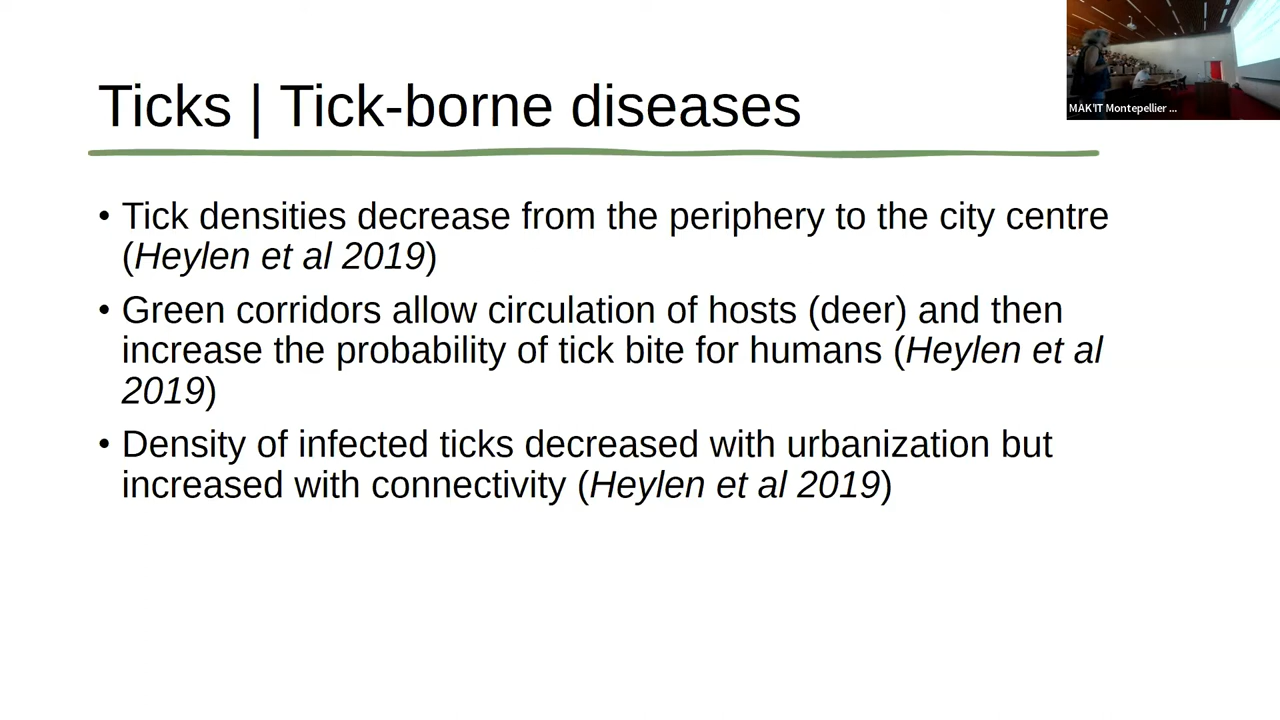 MAK'IT Montepellier ...
Ticks | Tick-borne diseases
• Tick densities decrease from the periphery to the city centre
(Heylen et al 2019)
• Green corridors allow circulation of hosts (deer) and then
increase the probability of tick bite for humans (Heylen et al
2019)
• Density of infected ticks decreased with urbanization but
increased with connectivity (Heylen et al 2019)